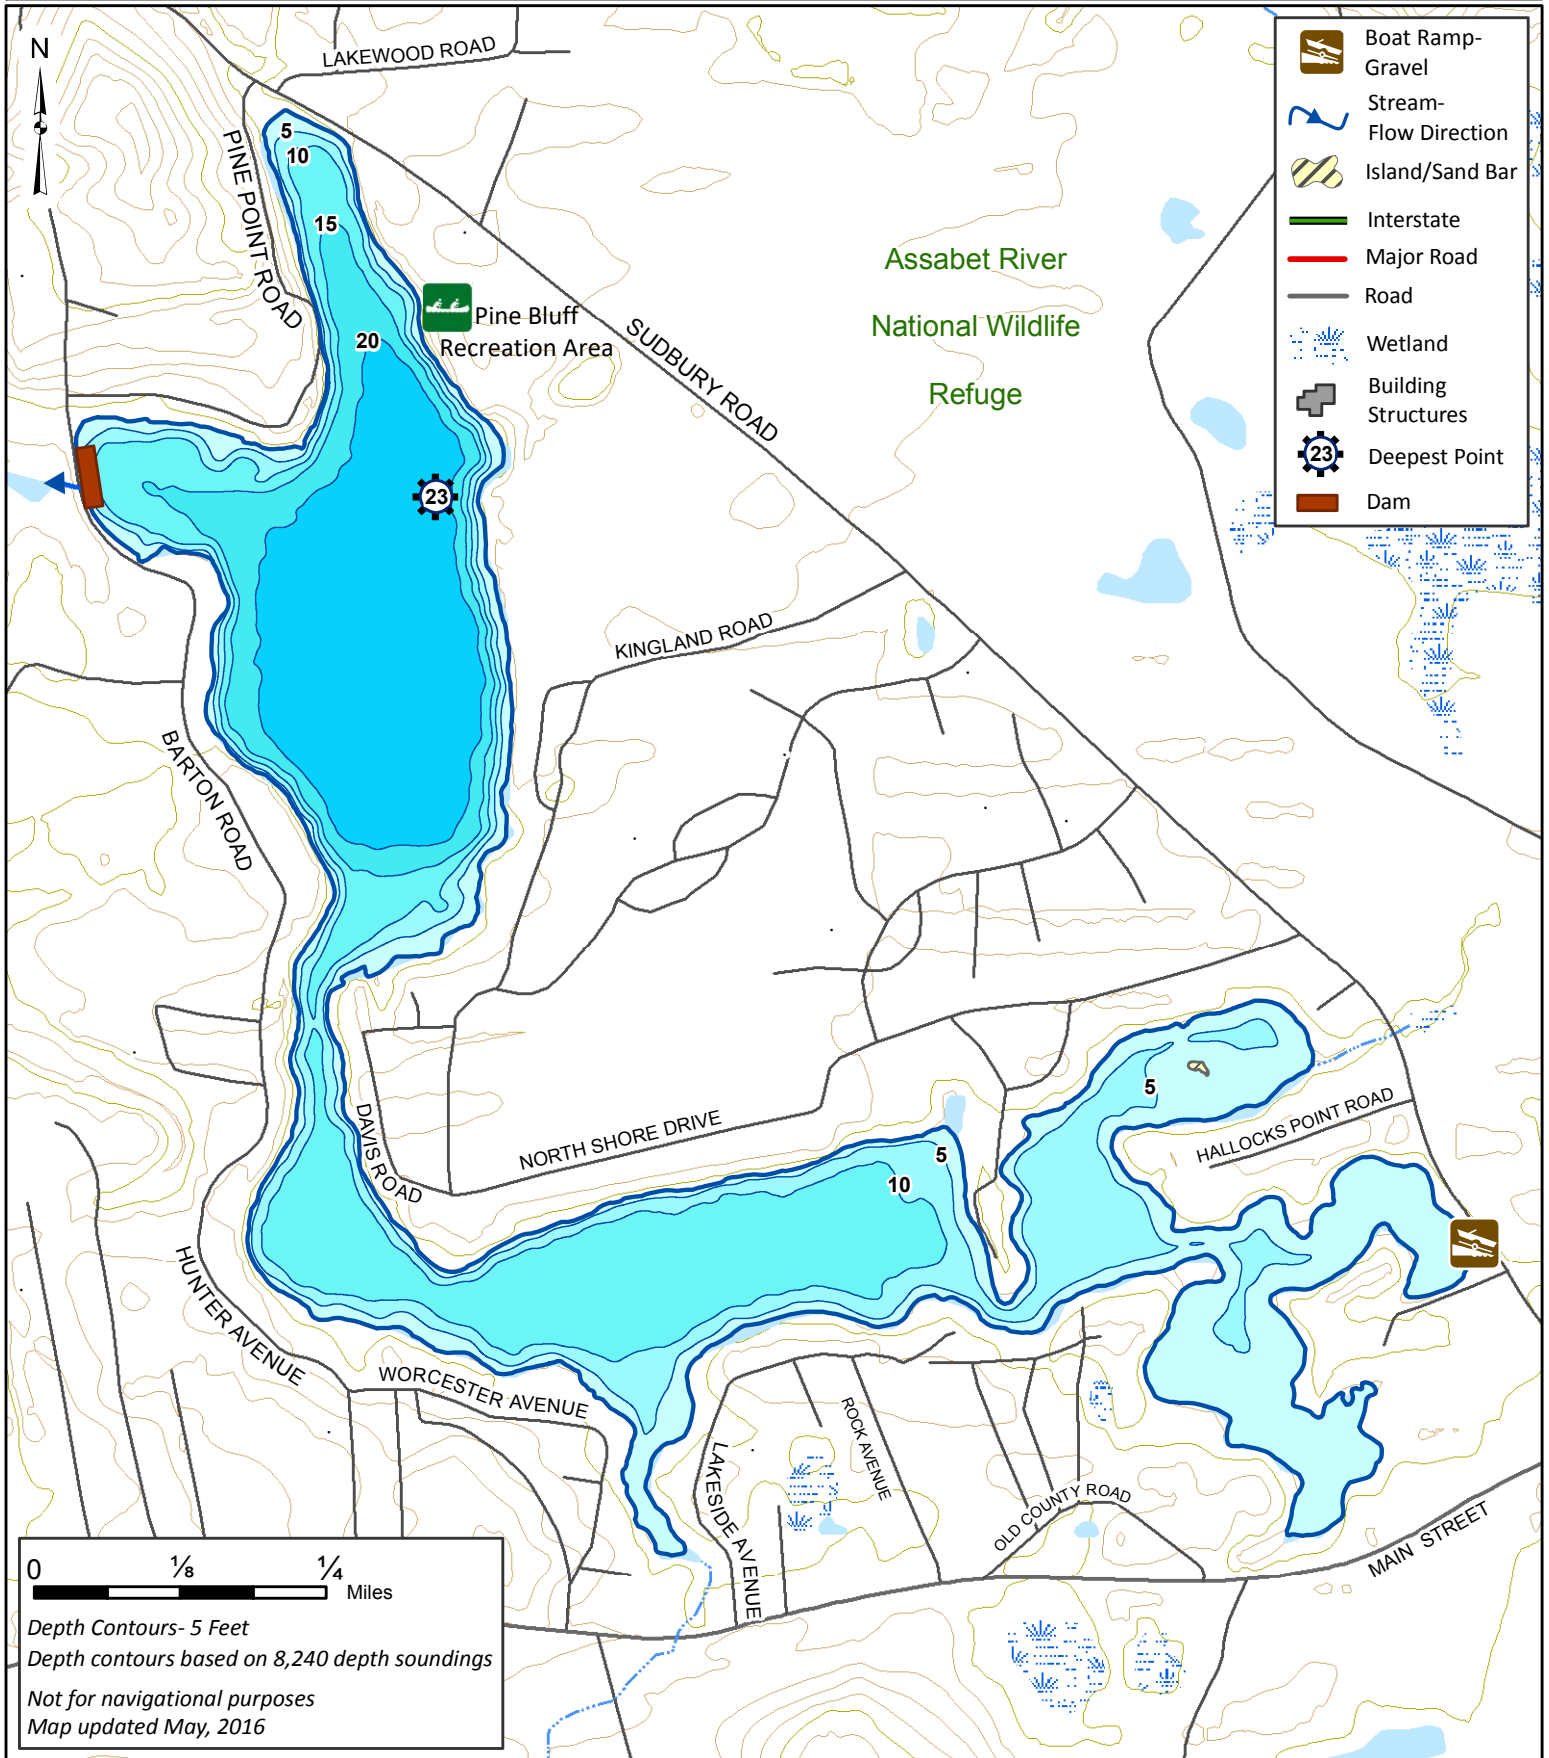 N
LAKEWOOD ROAD
5
10
15
20
PINE POINT ROAD
Pine Bluff
Recreation Area
SUDBURY ROAD
Assabet River
National Wildlife
Refuge
23
KINGLAND ROAD
BARTON ROAD
DAVIS ROAD
NORTH SHORE DRIVE
5
10
5
HALLOCKS POINT ROAD
HUNTER AVENUE
WORCESTER AVENUE
LAKESIDE AVENUE
ROCK AVENUE
OLD COUNTY ROAD
MAIN STREET
Boat Ramp-
Gravel
Stream-
Flow Direction
Island/Sand Bar
Interstate
Major Road
Road
Wetland
Building
Structures
23
Deepest Point
Dam
0 ⅛ ¼
Miles
Depth Contours- 5 Feet
Depth contours based on 8,240 depth soundings
Not for navigational purposes
Map updated May, 2016